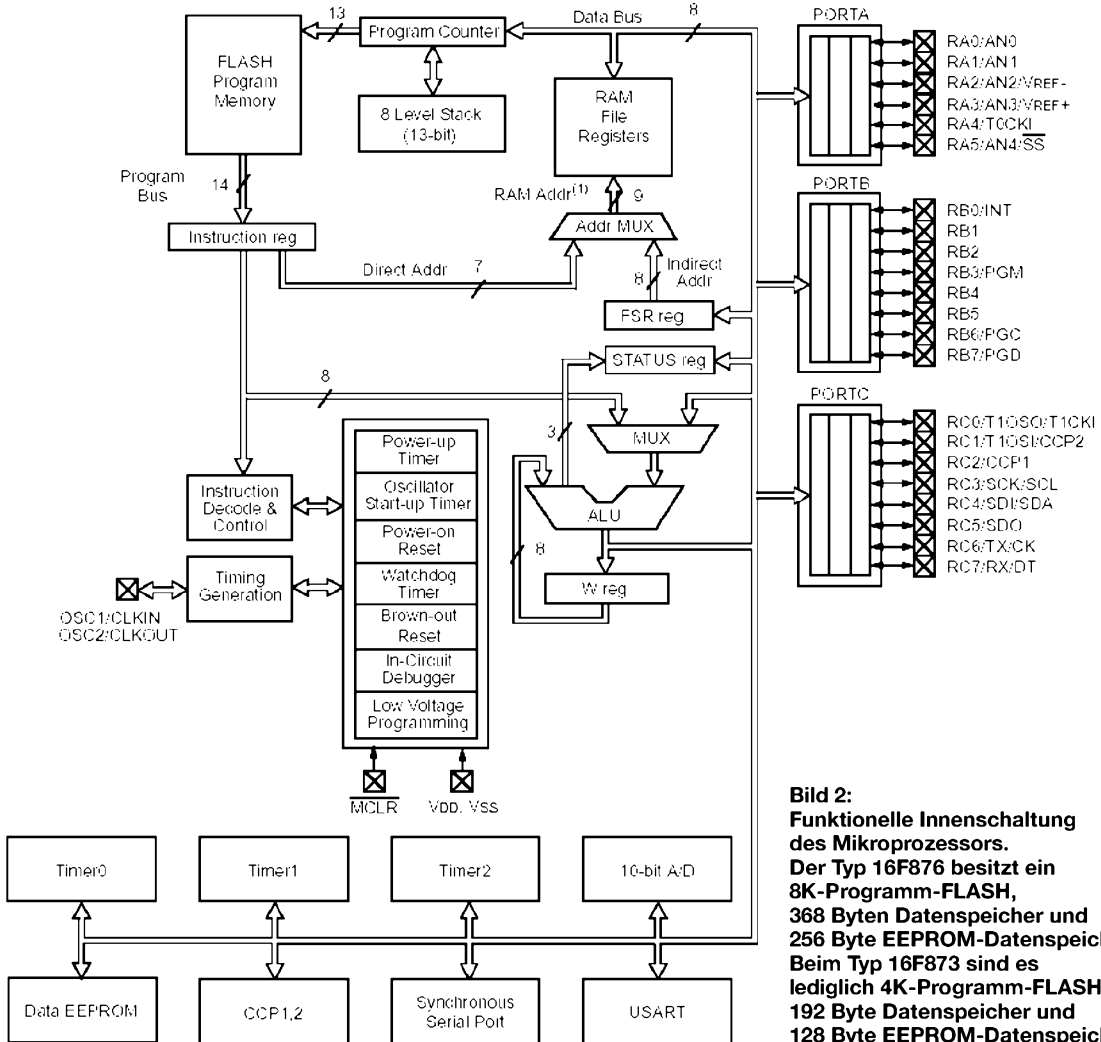 13
Data Bus
8
PORTA
FLASH
Program
Memory
Program Counter
8 Level Stack
(13-bit)
RAM
File
Registers
RA0/AN0
RA1/AN1
RA2/AN2/VREF-
RA3/AN3/VREF+
RA4/T0CKI
RA5/AN4/SS
Program
Bus
14
RAM Addr(1)
9
PORTB
Instruction reg
Addr MUX
Direct Addr
7
8
Indirect
Addr
FSR reg
STATUS reg
RB0/INT
RB1
RB2
RB3/PGM
RB4
RB5
RB6/PGC
RB7/PGD
8
3
MUX
PORTC
Power-up
Timer
Oscillator
Start-up Timer
Power-on
Reset
Watchdog
Timer
Brown-out
Reset
In-Circuit
Debugger
Low Voltage
Programming
Instruction
Decode &
Control
Timing
Generation
OSC1/CLKIN
OSC2/CLKOUT
ALU
8
W reg
RC0/T1OSO/T1CKI
RC1/T1OSI/CCP2
RC2/CCP1
RC3/SCK/SCL
RC4/SDI/SDA
RC5/SDO
RC6/TX/CK
RC7/RX/DT
MCLR
VDD, VSS
Timer0
Timer1
Timer2
10-bit A/D
Data EEPROM
CCP1,2
Synchronous
Serial Port
USART
Bild 2:
Funktionelle Innenschaltung
des Mikroprozessors.
Der Typ 16F876 besitzt ein
8K-Programm-FLASH,
368 Byten Datenspeicher und
256 Byte EEPROM-Datenspeich
Beim Typ 16F873 sind es
lediglich 4K-Programm-FLASH
192 Byte Datenspeicher und
128 Byte EEPROM-Datenspeich